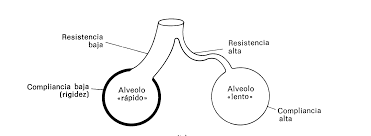 Resistencia
baja
Resistencia
alta
Compliancia baja
(rigidez)
Alveolo
«rápido»
Alveolo
«lento»
Compliancia
alta